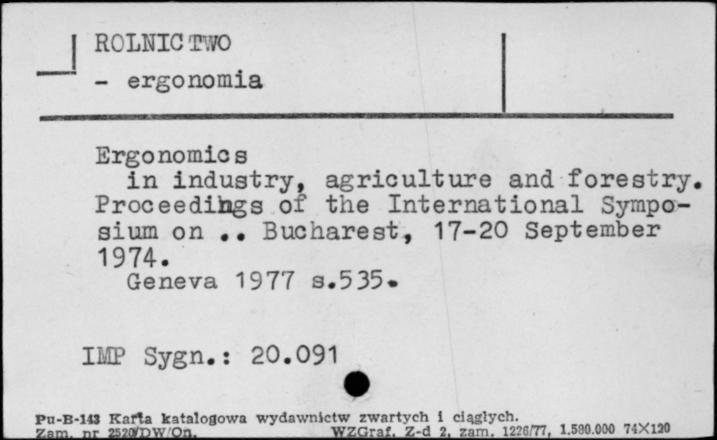 ROLNICTWO
- ergonomia
Ergonomics
in industry, agriculture and forestry.
Proceedings of the International Sympo-
sium on .. Bucharest, 17-20 September
1974.
Geneva 1977 s.535.
IMP Sygn.: 20.091
Pu-B-143 Karta katalogowa wydawnictw zwartych i ciągłych.
Zam. nr 2520/DW/On. WZGraf. Z-d 2, zam. 1226/77, 1.500.000 74X120